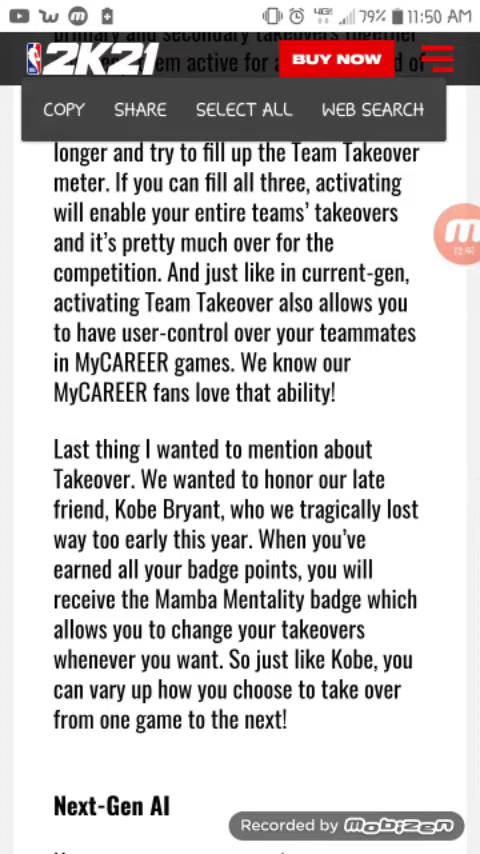 79% 11:50 AM
primary and secondary takeovers together
2K21
BUY NOW
COPY SHARE SELECT ALL WEB SEARCH
longer and try to fill up the Team Takeover
meter. If you can fill all three, activating
will enable your entire teams’ takeovers
and it’s pretty much over for the
competition. And just like in current-gen,
activating Team Takeover also allows you
to have user-control over your teammates
in MyCAREER games. We know our
MyCAREER fans love that ability!
Last thing I wanted to mention about
Takeover. We wanted to honor our late
friend, Kobe Bryant, who we tragically lost
way too early this year. When you’ve
earned all your badge points, you will
receive the Mamba Mentality badge which
allows you to change your takeovers
whenever you want. So just like Kobe, you
can vary up how you choose to take over
from one game to the next!
Next-Gen AI
Recorded by mobizen